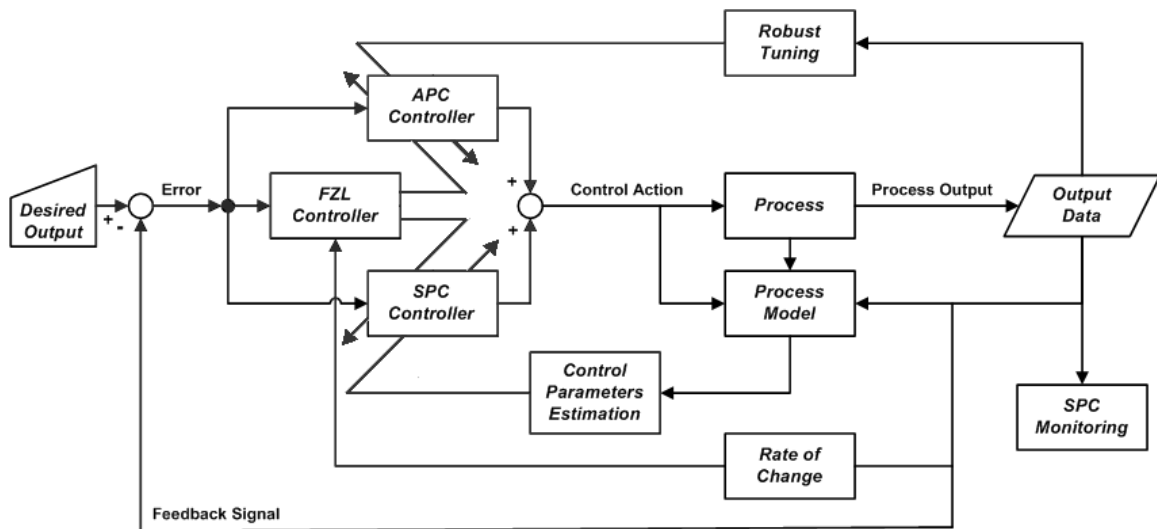 Robust
Tuning
APC
Controller
Error
FZL
Controller
+
Control Action
Process
Process Output
Output
Data
Desired
Output
+
-
+
SPC
Controller
Process
Model
Control
Parameters
Estimation
SPC
Monitoring
Rate of
Change
Feedback Signal